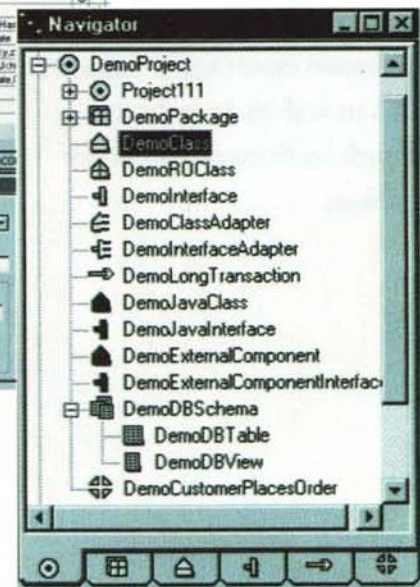 Navigator
DemoProject
Project111
DemoPackage
DemoClass
DemoROClass
DemoInterface
DemoClassAdapter
DemoInterfaceAdapter
DemoLongTransaction
DemoJavaClass
DemoJavaInterface
DemoExternalComponent
DemoExternalComponentInterfac
DemoDBSchema
DemoDBTable
DemoDBView
DemoCustomerPlacesOrder